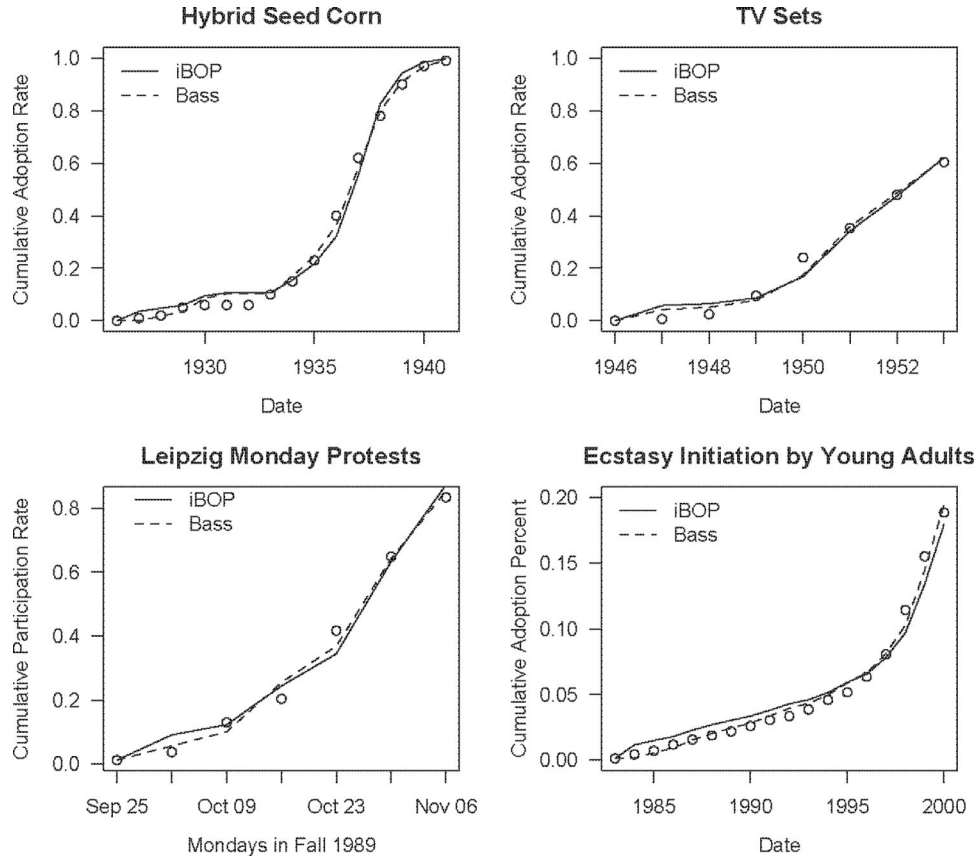 Hybrid Seed Corn
iBOP
Bass
Cumulative Adoption Rate
1.0
0.8
0.6
0.4
0.2
0.0
1930 1935 1940
Date
TV Sets
iBOP
Bass
Cumulative Adoption Rate
1.0
0.8
0.6
0.4
0.2
0.0
1946 1948 1950 1952
Date
Leipzig Monday Protests
iBOP
Bass
Cumulative Participation Rate
0.8
0.6
0.4
0.2
0.0
Sep 25 Oct 09 Oct 23 Nov 06
Mondays in Fall 1989
Ecstasy Initiation by Young Adults
iBOP
Bass
Cumulative Adoption Percent
0.20
0.15
0.10
0.05
0.00
1985 1990 1995 2000
Date